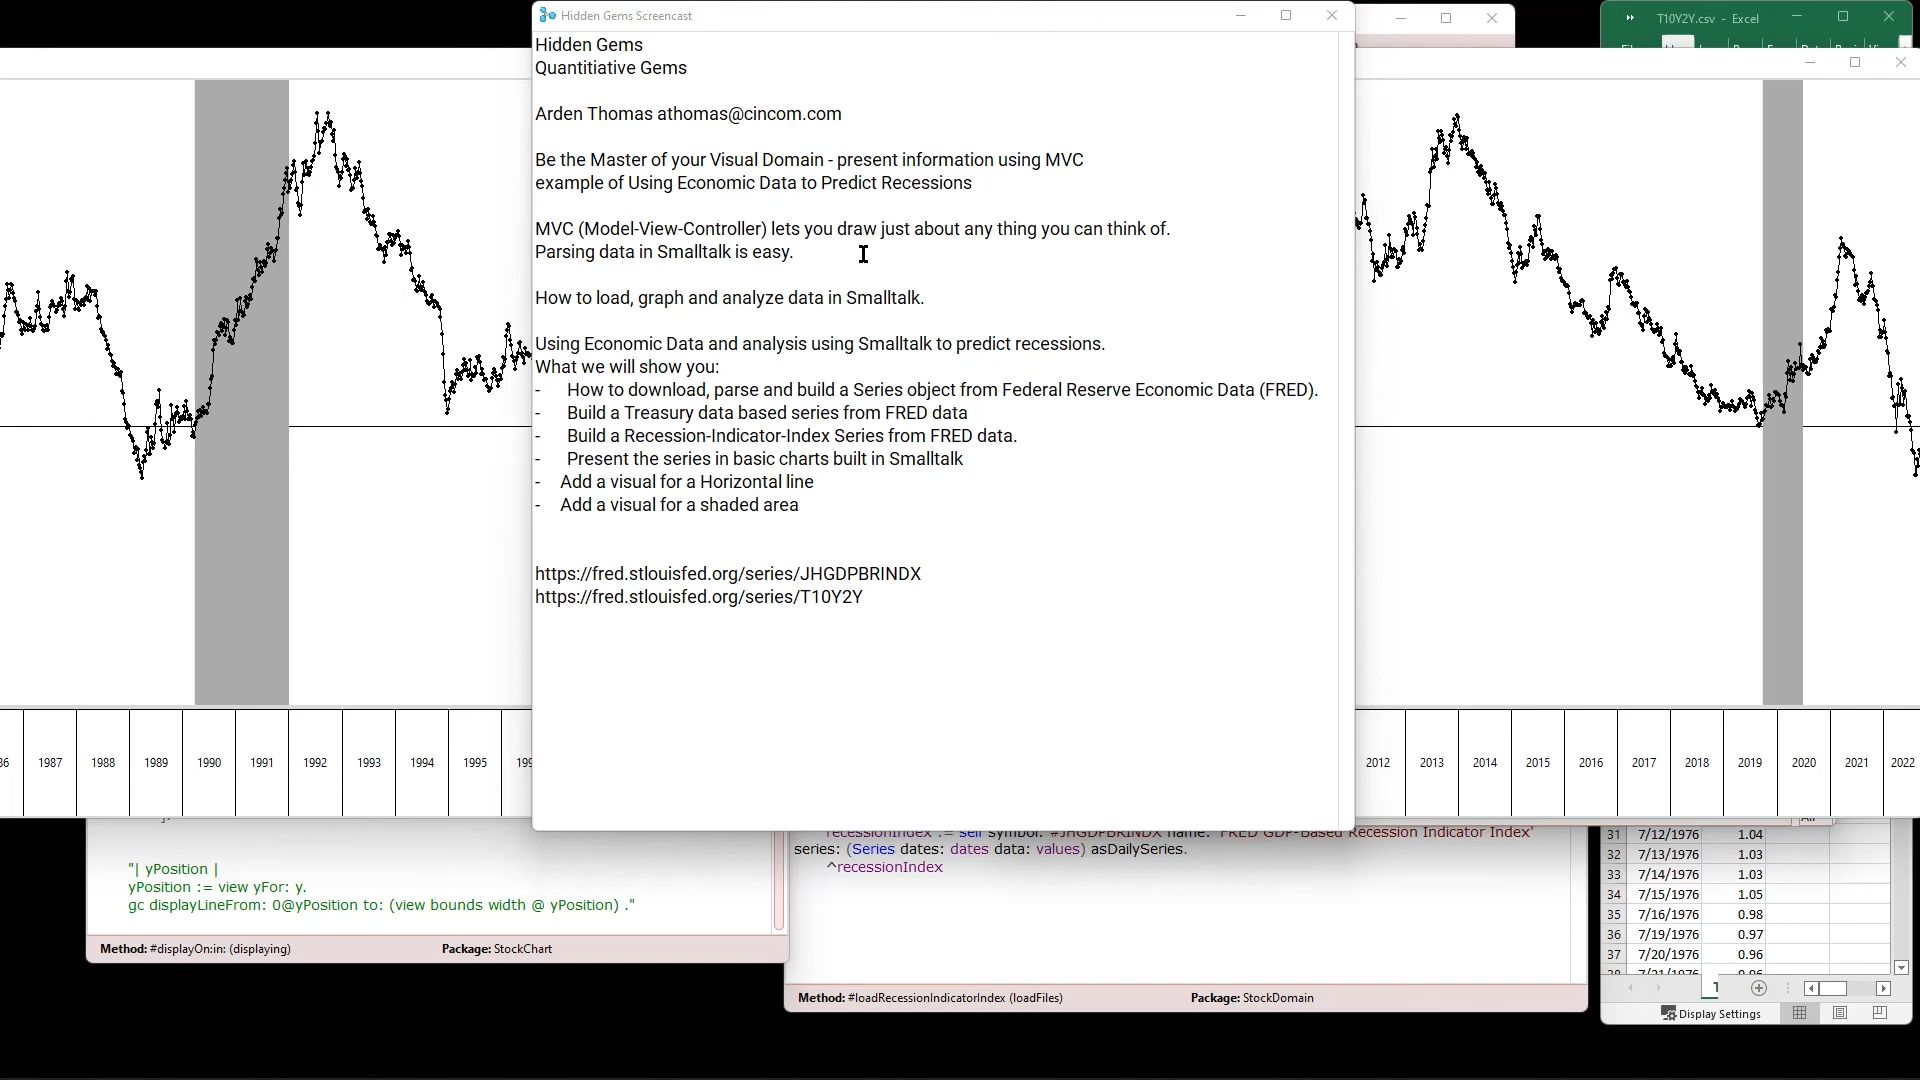 Hidden Gems Screencast
T10Y2Y.csv - Excel
Hidden Gems
Quantitiative Gems
Arden Thomas athomas@cincom.com
Be the Master of your Visual Domain - present information using MVC
example of Using Economic Data to Predict Recessions
MVC (Model-View-Controller) lets you draw just about any thing you can think of.
Parsing data in Smalltalk is easy.
How to load, graph and analyze data in Smalltalk.
Using Economic Data and analysis using Smalltalk to predict recessions.
What we will show you:
- How to download, parse and build a Series object from Federal Reserve Economic Data (FRED).
- Build a Treasury data based series from FRED data
- Build a Recession-Indicator-Index Series from FRED data.
- Present the series in basic charts built in Smalltalk
- Add a visual for a Horizontal line
- Add a visual for a shaded area
https://fred.stlouisfed.org/series/JHGDPBRINDX
https://fred.stlouisfed.org/series/T10Y2Y
1987 1988 1989 1990 1991 1992 1993 1994 1995
2012 2013 2014 2015 2016 2017 2018 2019 2020 2021 2022
"| yPosition |
yPosition := view yFor: y.
gc displayLineFrom: 0@yPosition to: (view bounds width @ yPosition) ."
Method: #displayOn:in: (displaying) Package: StockChart
recessionIndex := self symbol: #JHGDPBRINDX name: 'FRED GDP-Based Recession Indicator Index'
series: (Series dates: dates data: values) asDailySeries.
^recessionIndex
Method: #loadRecessionIndicatorIndex (loadFiles) Package: StockDomain
31 7/12/1976 1.04
32 7/13/1976 1.03
33 7/14/1976 1.03
34 7/15/1976 1.05
35 7/16/1976 0.98
36 7/19/1976 0.97
37 7/20/1976 0.96
Display Settings